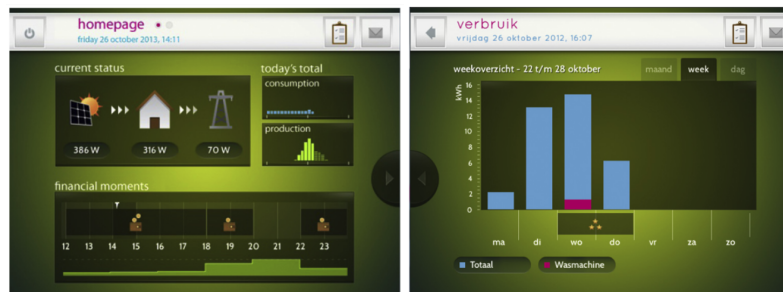 homepage
friday 26 october 2013, 14:11
current status
today's total
consumption
production
386 W
316 W
70 W
financial moments
12 13 14 15 16 17 18 19 20 21 22 23
verbruik
vrijdag 26 oktober 2012, 16:07
weekoverzicht - 22 t/m 28 oktober
maand week dag
kWh
16
14
12
10
8
6
4
2
0
ma di wo do vr za zo
Totaal
Wasmachine